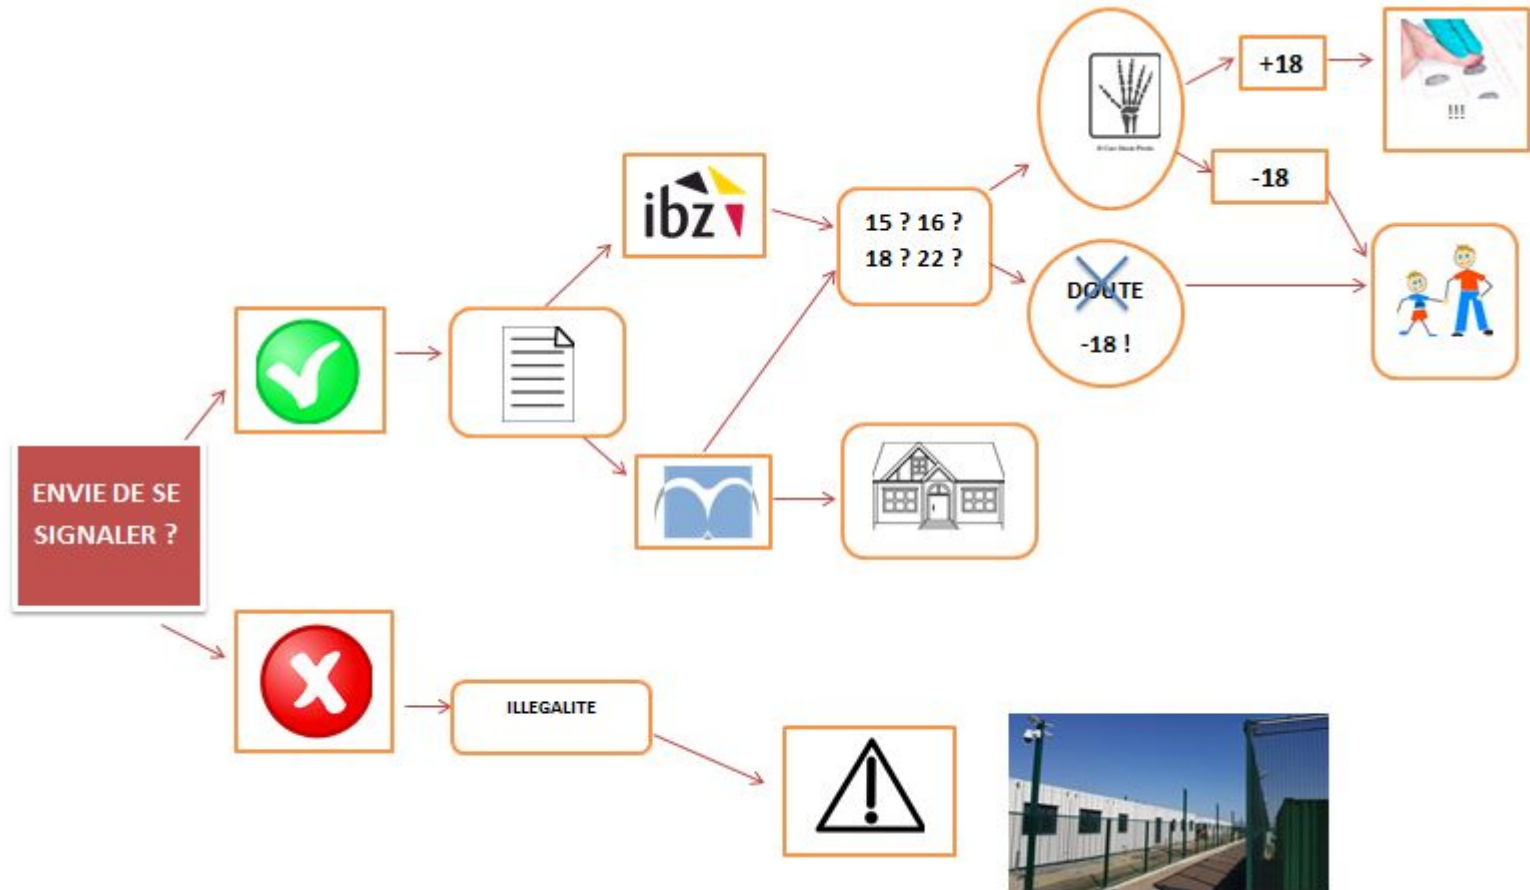 ENVIE DE SE
SIGNALER ?
ibz
15 ? 16 ?
18 ? 22 ?
+18
!!!
-18
DOUTE
-18 !
ILLEGALITE